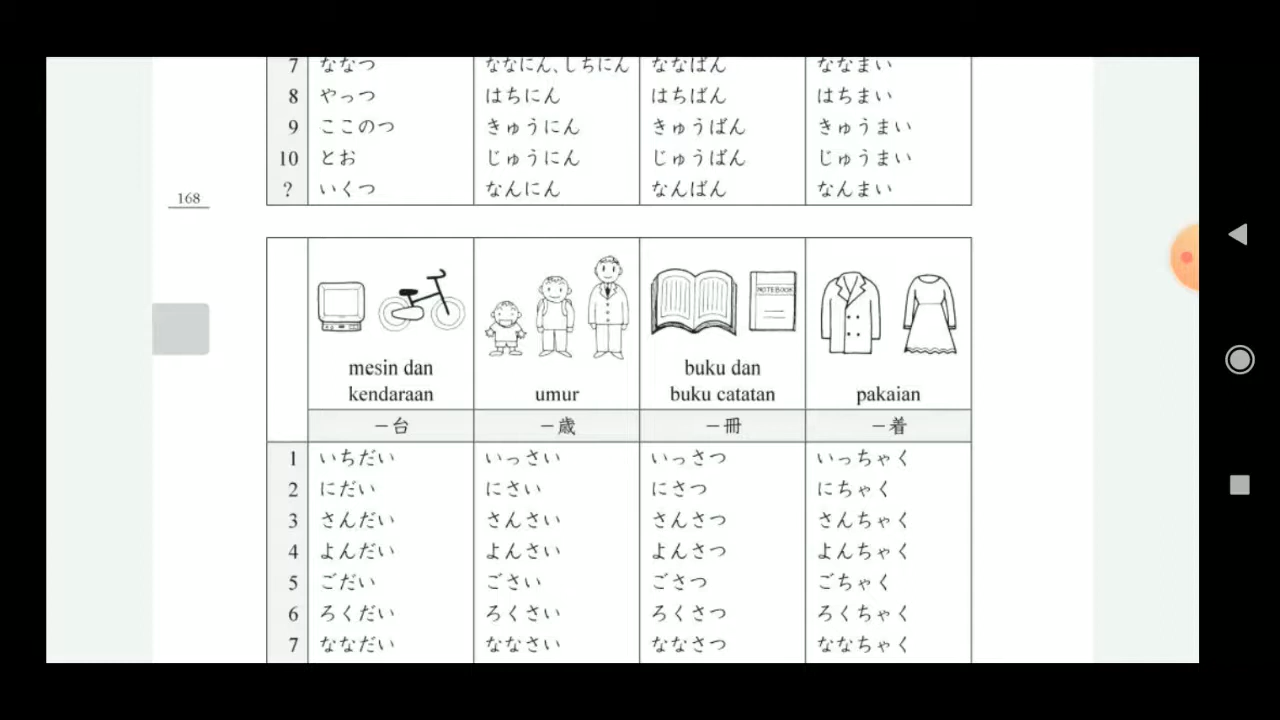 7 ななつ ななにん、しちにん ななばん ななまい
8 やっつ はちにん はちばん はちまい
9 ここのつ きゅうにん きゅうばん きゅうまい
10 とお じゅうにん じゅうばん じゅうまい
? いくつ なんにん なんばん なんまい
168
NOTEBOOK
mesin dan
kendaraan
umur
buku dan
buku catatan
pakaian
－台 －歳 －冊 －着
1 いちだい いっさい いっさつ いっちゃく
2 にだい にさい にさつ にちゃく
3 さんだい さんさい さんさつ さんちゃく
4 よんだい よんさい よんさつ よんちゃく
5 ごだい ごさい ごさつ ごちゃく
6 ろくだい ろくさい ろくさつ ろくちゃく
7 ななだい ななさい ななさつ ななちゃく